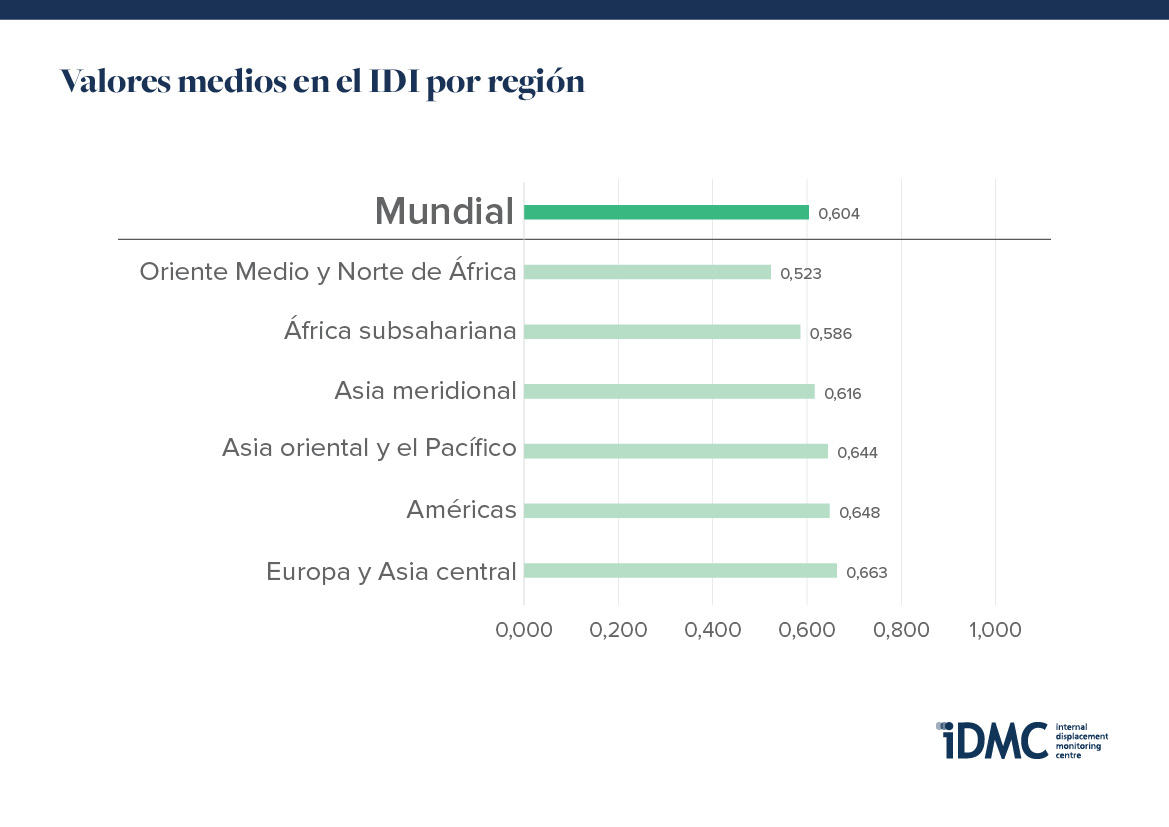 Valores medios en el IDI por región
Mundial 0,604
Oriente Medio y Norte de África 0,523
África subsahariana 0,586
Asia meridional 0,616
Asia oriental y el Pacífico 0,644
Américas 0,648
Europa y Asia central 0,663
0,000 0,200 0,400 0,600 0,800 1,000
iDMC
internal
displacement
monitoring
centre